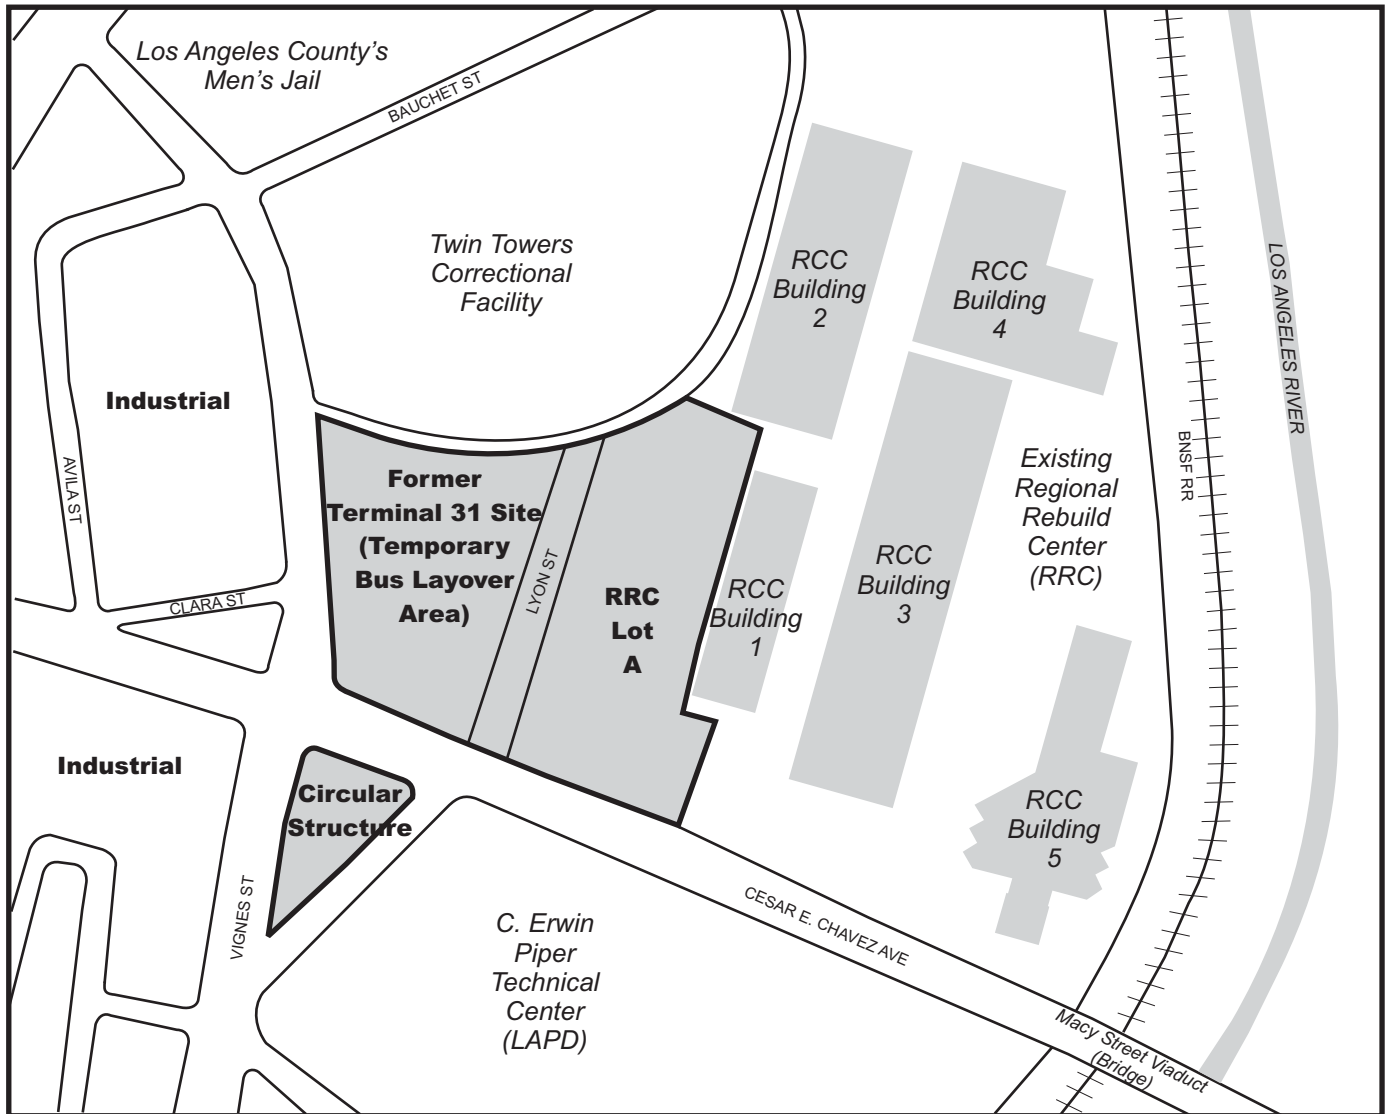 Los Angeles County's
Men's Jail
BAUCHET ST
Twin Towers
Correctional
Facility
RCC
Building
2
RCC
Building
4
LOS ANGELES RIVER
Industrial
AVILA ST
Former
Terminal 31 Site
(Temporary
Bus Layover
Area)
LYON ST
RRC
Lot
A
RCC
Building
1
RCC
Building
3
Existing
Regional
Rebuild
Center
(RRC)
BNSF RR
CLARA ST
Industrial
Circular
Structure
VIGNES ST
RCC
Building
5
C. Erwin
Piper
Technical
Center
(LAPD)
CESAR E. CHAVEZ AVE
Macy Street Viaduct
(Bridge)